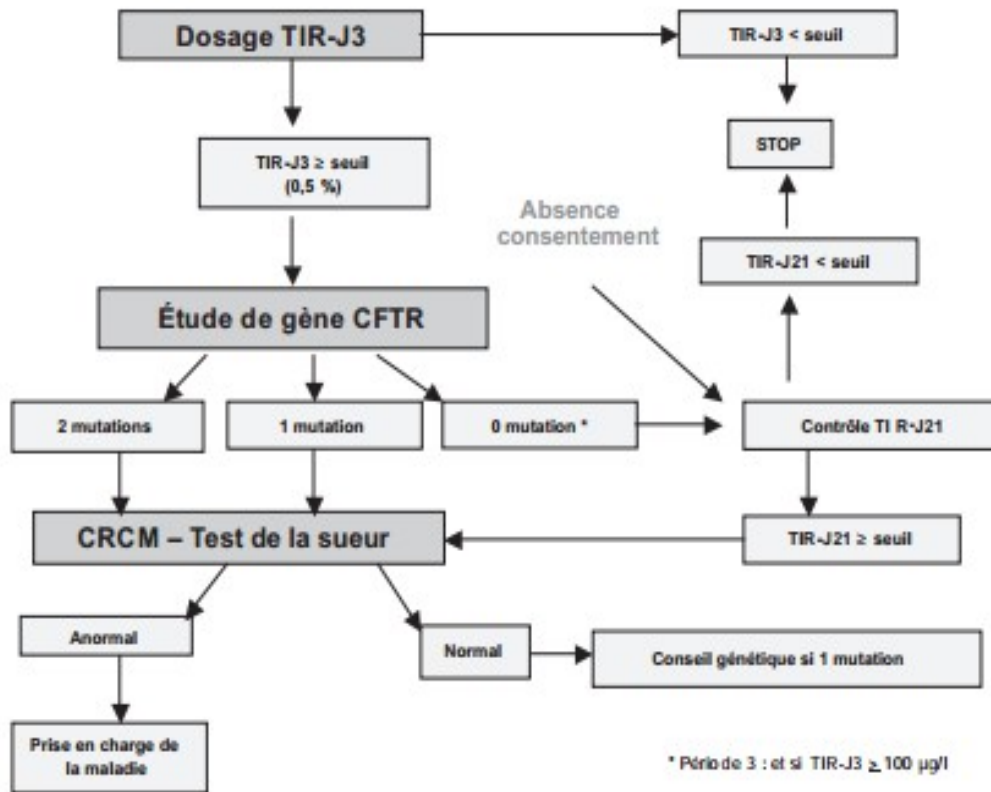 Dosage TIR-J3
TIR-J3 < seuil
TIR-J3 ≥ seuil
(0,5 %)
STOP
Absence
consentement
TIR-J21 < seuil
Étude de gène CFTR
2 mutations
1 mutation
0 mutation *
Contrôle TI R-J21
CRCM – Test de la sueur
TIR-J21 ≥ seuil
Anormal
Normal
Conseil génétique si 1 mutation
Prise en charge de
la maladie
* Période 3 : et si TIR-J3 ≥ 100 µg/l